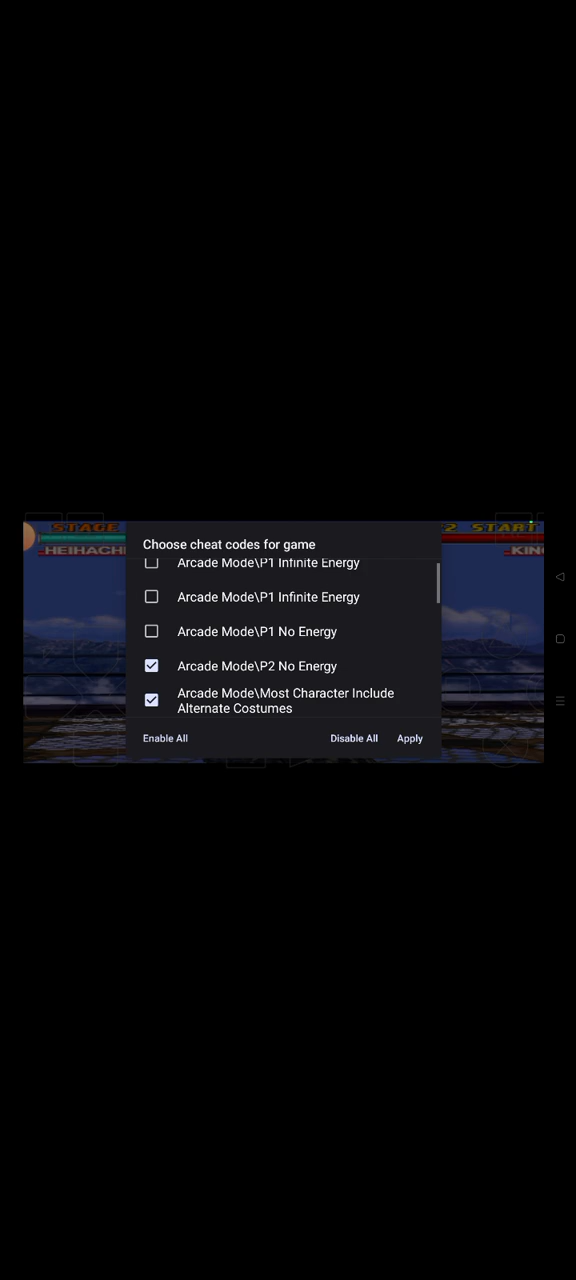 STAGE
2 START
HEIHACHI
KING
Choose cheat codes for game
Arcade Mode\P1 Infinite Energy
Arcade Mode\P1 Infinite Energy
Arcade Mode\P1 No Energy
Arcade Mode\P2 No Energy
Arcade Mode\Most Character Include
Alternate Costumes
Enable All
Disable All
Apply